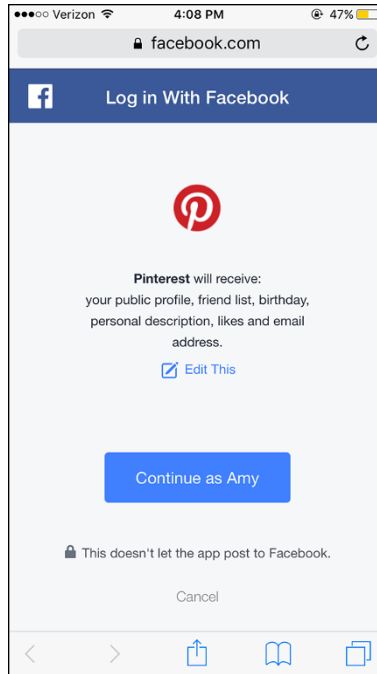 Verizon 4:08 PM 47%
facebook.com
f Log in With Facebook
Pinterest will receive:
your public profile, friend list, birthday,
personal description, likes and email
address.
Edit This
Continue as Amy
This doesn't let the app post to Facebook.
Cancel